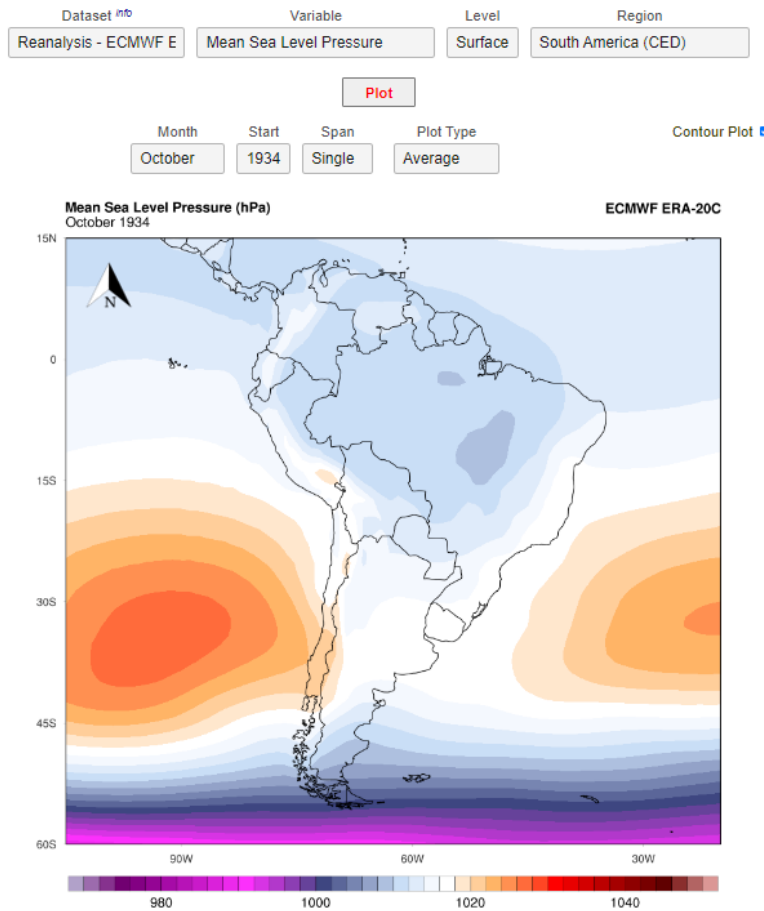 Dataset info Variable Level Region
Reanalysis - ECMWF E Mean Sea Level Pressure Surface South America (CED)
Plot
Month Start Span Plot Type Contour Plot
October 1934 Single Average
Mean Sea Level Pressure (hPa) ECMWF ERA-20C
October 1934
15N
N
0
15S
30S
45S
60S
90W 60W 30W
980 1000 1020 1040